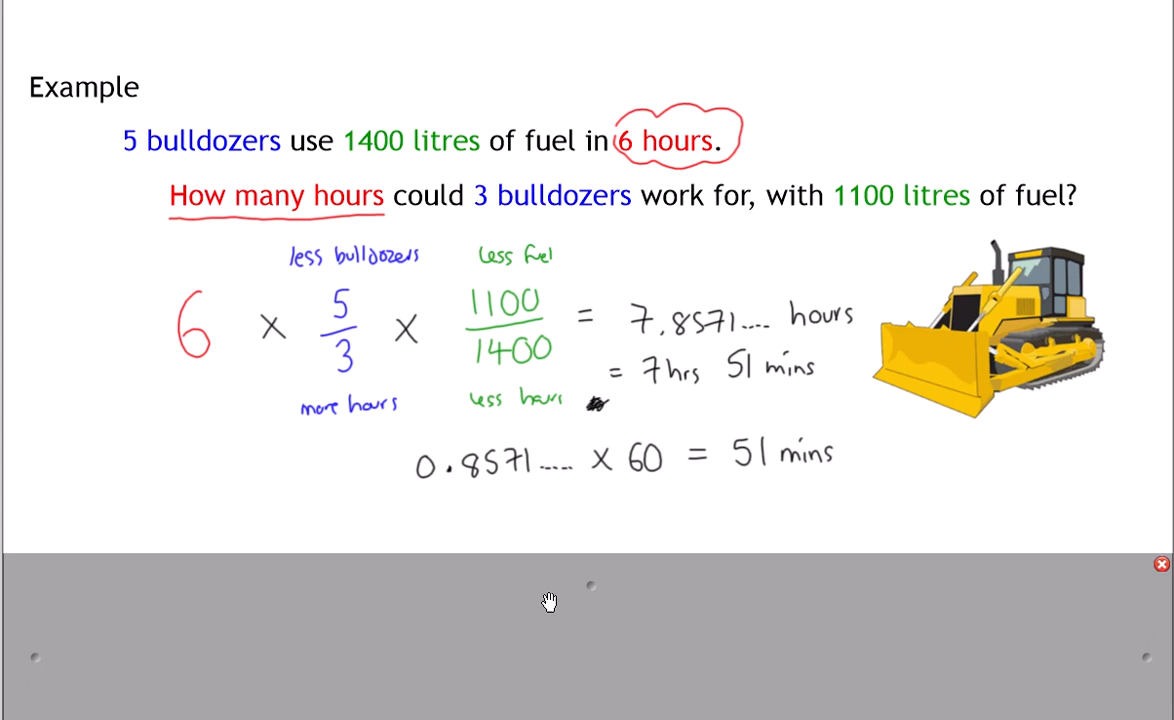 Example
5 bulldozers use 1400 litres of fuel in 6 hours.
How many hours could 3 bulldozers work for, with 1100 litres of fuel?
less bulldozers less fuel
6 × 5/3 × 1100/1400 = 7.8571.... hours
= 7hrs 51 mins
more hours less hours
0.8571..... × 60 = 51 mins